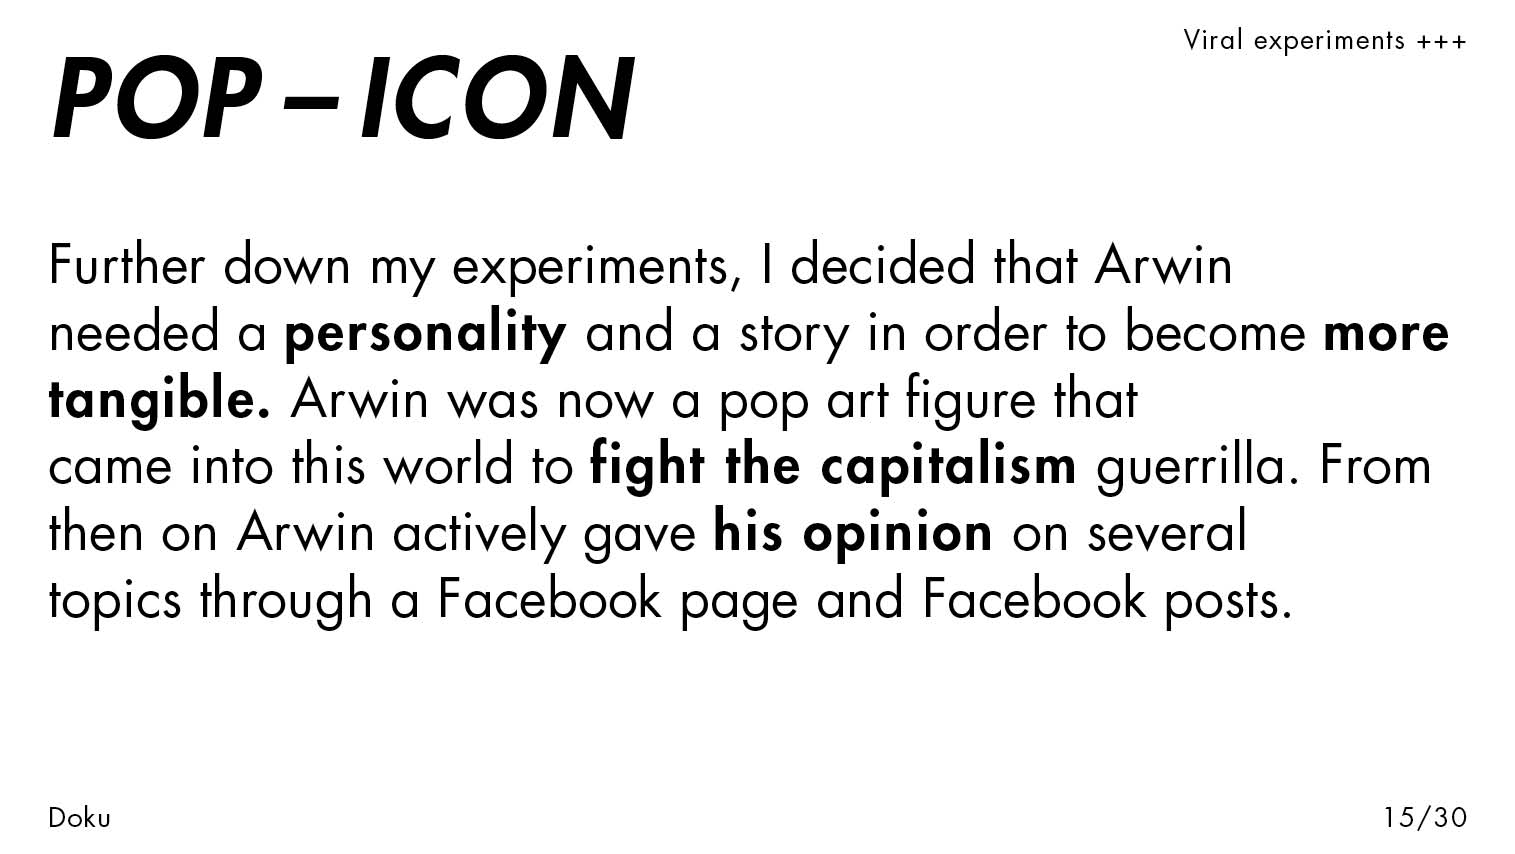 Viral experiments +++
POP – ICON
Further down my experiments, I decided that Arwin
needed a personality and a story in order to become more
tangible. Arwin was now a pop art figure that
came into this world to fight the capitalism guerrilla. From
then on Arwin actively gave his opinion on several
topics through a Facebook page and Facebook posts.
Doku
15/30